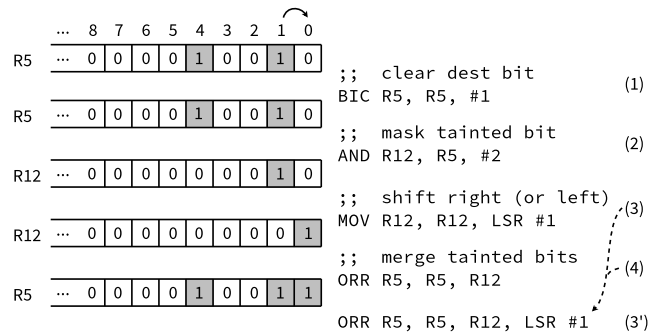 ... 8 7 6 5 4 3 2 1 0
R5 ... 0 0 0 0 1 0 0 1 0
;; clear dest bit
BIC R5, R5, #1 (1)
R5 ... 0 0 0 0 1 0 0 1 0
;; mask tainted bit
AND R12, R5, #2 (2)
R12 ... 0 0 0 0 0 0 0 1 0
;; shift right (or left)
MOV R12, R12, LSR #1 (3)
R12 ... 0 0 0 0 0 0 0 0 1
;; merge tainted bits
ORR R5, R5, R12 (4)
R5 ... 0 0 0 0 1 0 0 1 1
ORR R5, R5, R12, LSR #1 (3')